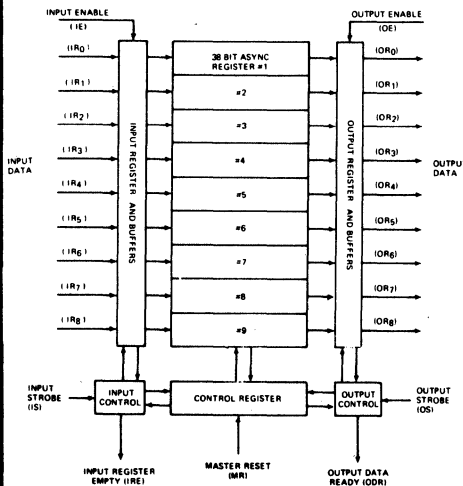 INPUT ENABLE
(IE)
OUTPUT ENABLE
(OE)
(IR0)
(IR1)
(IR2)
(IR3)
(IR4)
(IR5)
(IR6)
(IR7)
(IR8)
INPUT
DATA
INPUT REGISTER AND BUFFERS
38 BIT ASYNC
REGISTER #1
#2
#3
#4
#5
#6
#7
#8
#9
OUTPUT REGISTER AND BUFFERS
(OR0)
(OR1)
(OR2)
(OR3)
(OR4)
(OR5)
(OR6)
(OR7)
(OR8)
OUTPUT
DATA
INPUT
STROBE
(IS)
INPUT
CONTROL
CONTROL REGISTER
OUTPUT
CONTROL
OUTPUT
STROBE
(OS)
INPUT REGISTER
EMPTY (IRE)
MASTER RESET
(MR)
OUTPUT DATA
READY (ODR)